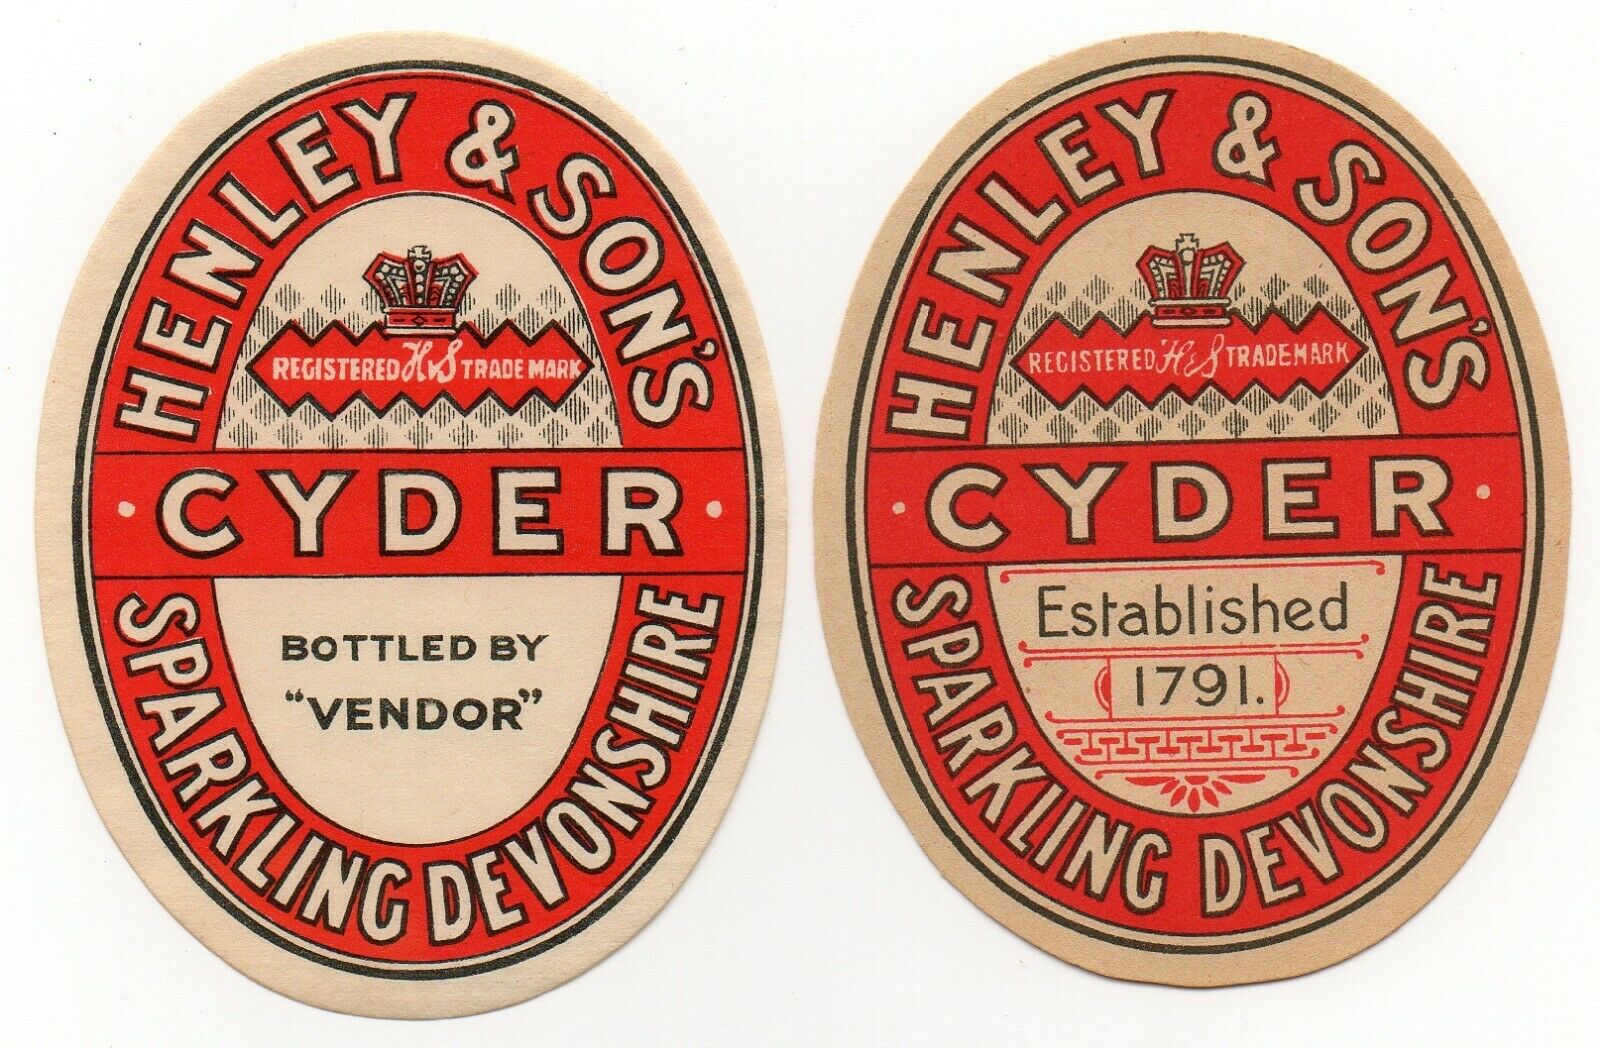 HENLEY & SON'S
REGISTERED H & S TRADE MARK
· CYDER ·
BOTTLED BY
“VENDOR”
SPARKLING DEVONSHIRE
HENLEY & SON'S
REGISTERED H & S TRADEMARK
· CYDER ·
Established
1791.
SPARKLING DEVONSHIRE